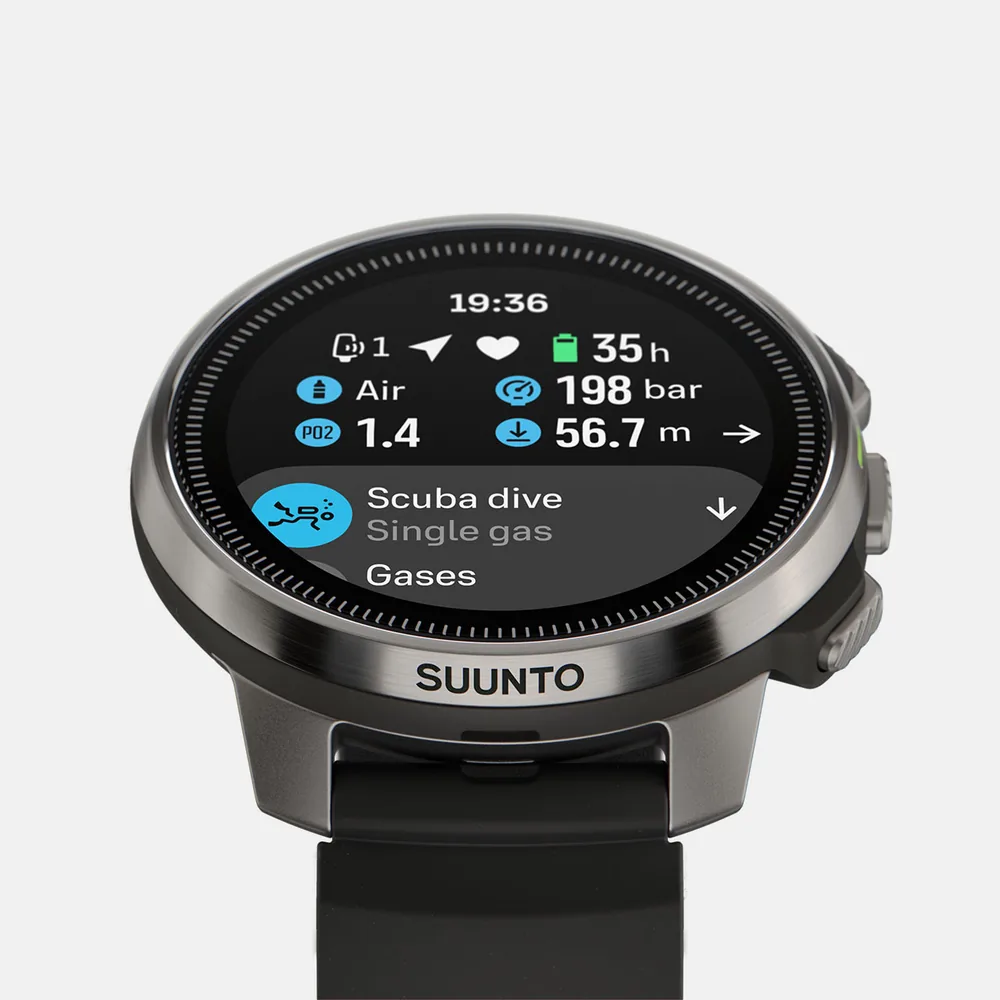 19:36
1 35 h
Air 198 bar
PO2 1.4 56.7 m
Scuba dive
Single gas
Gases
SUUNTO